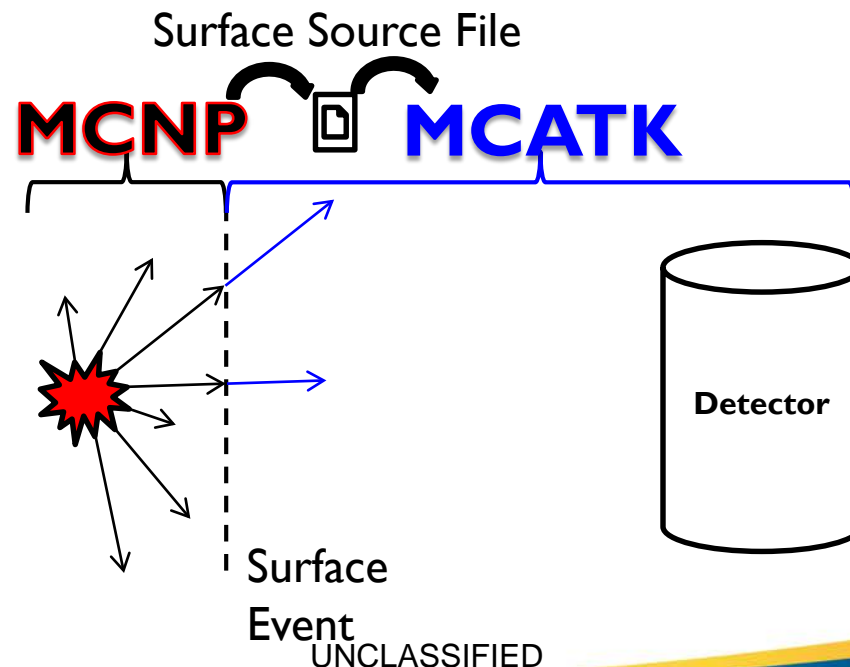 Surface Source File
MCNP
MCATK
Detector
Surface
Event
UNCLASSIFIED